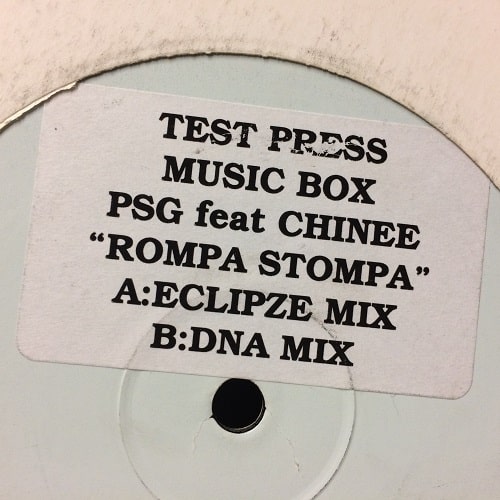 TEST PRESS
MUSIC BOX
PSG feat CHINEE
“ROMPA STOMPA”
A:ECLIPZE MIX
B:DNA MIX